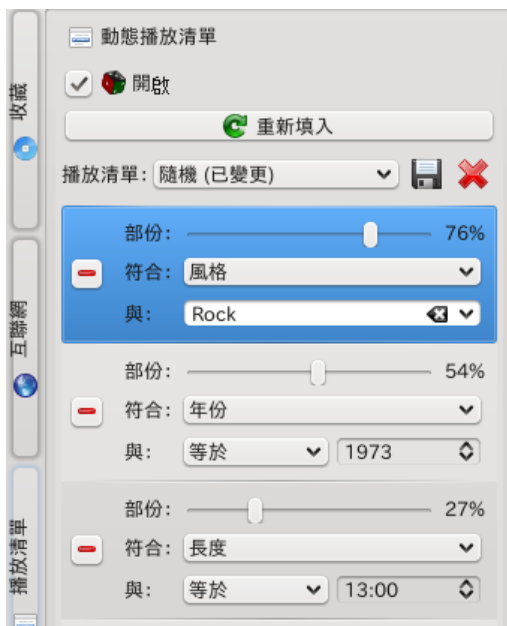 動態播放清單
開啟
重新填入
播放清單: 隨機 (已變更)
部份: 76%
符合: 風格
與: Rock
部份: 54%
符合: 年份
與: 等於 1973
部份: 27%
符合: 長度
與: 等於 13:00
收藏
互聯網
播放清單